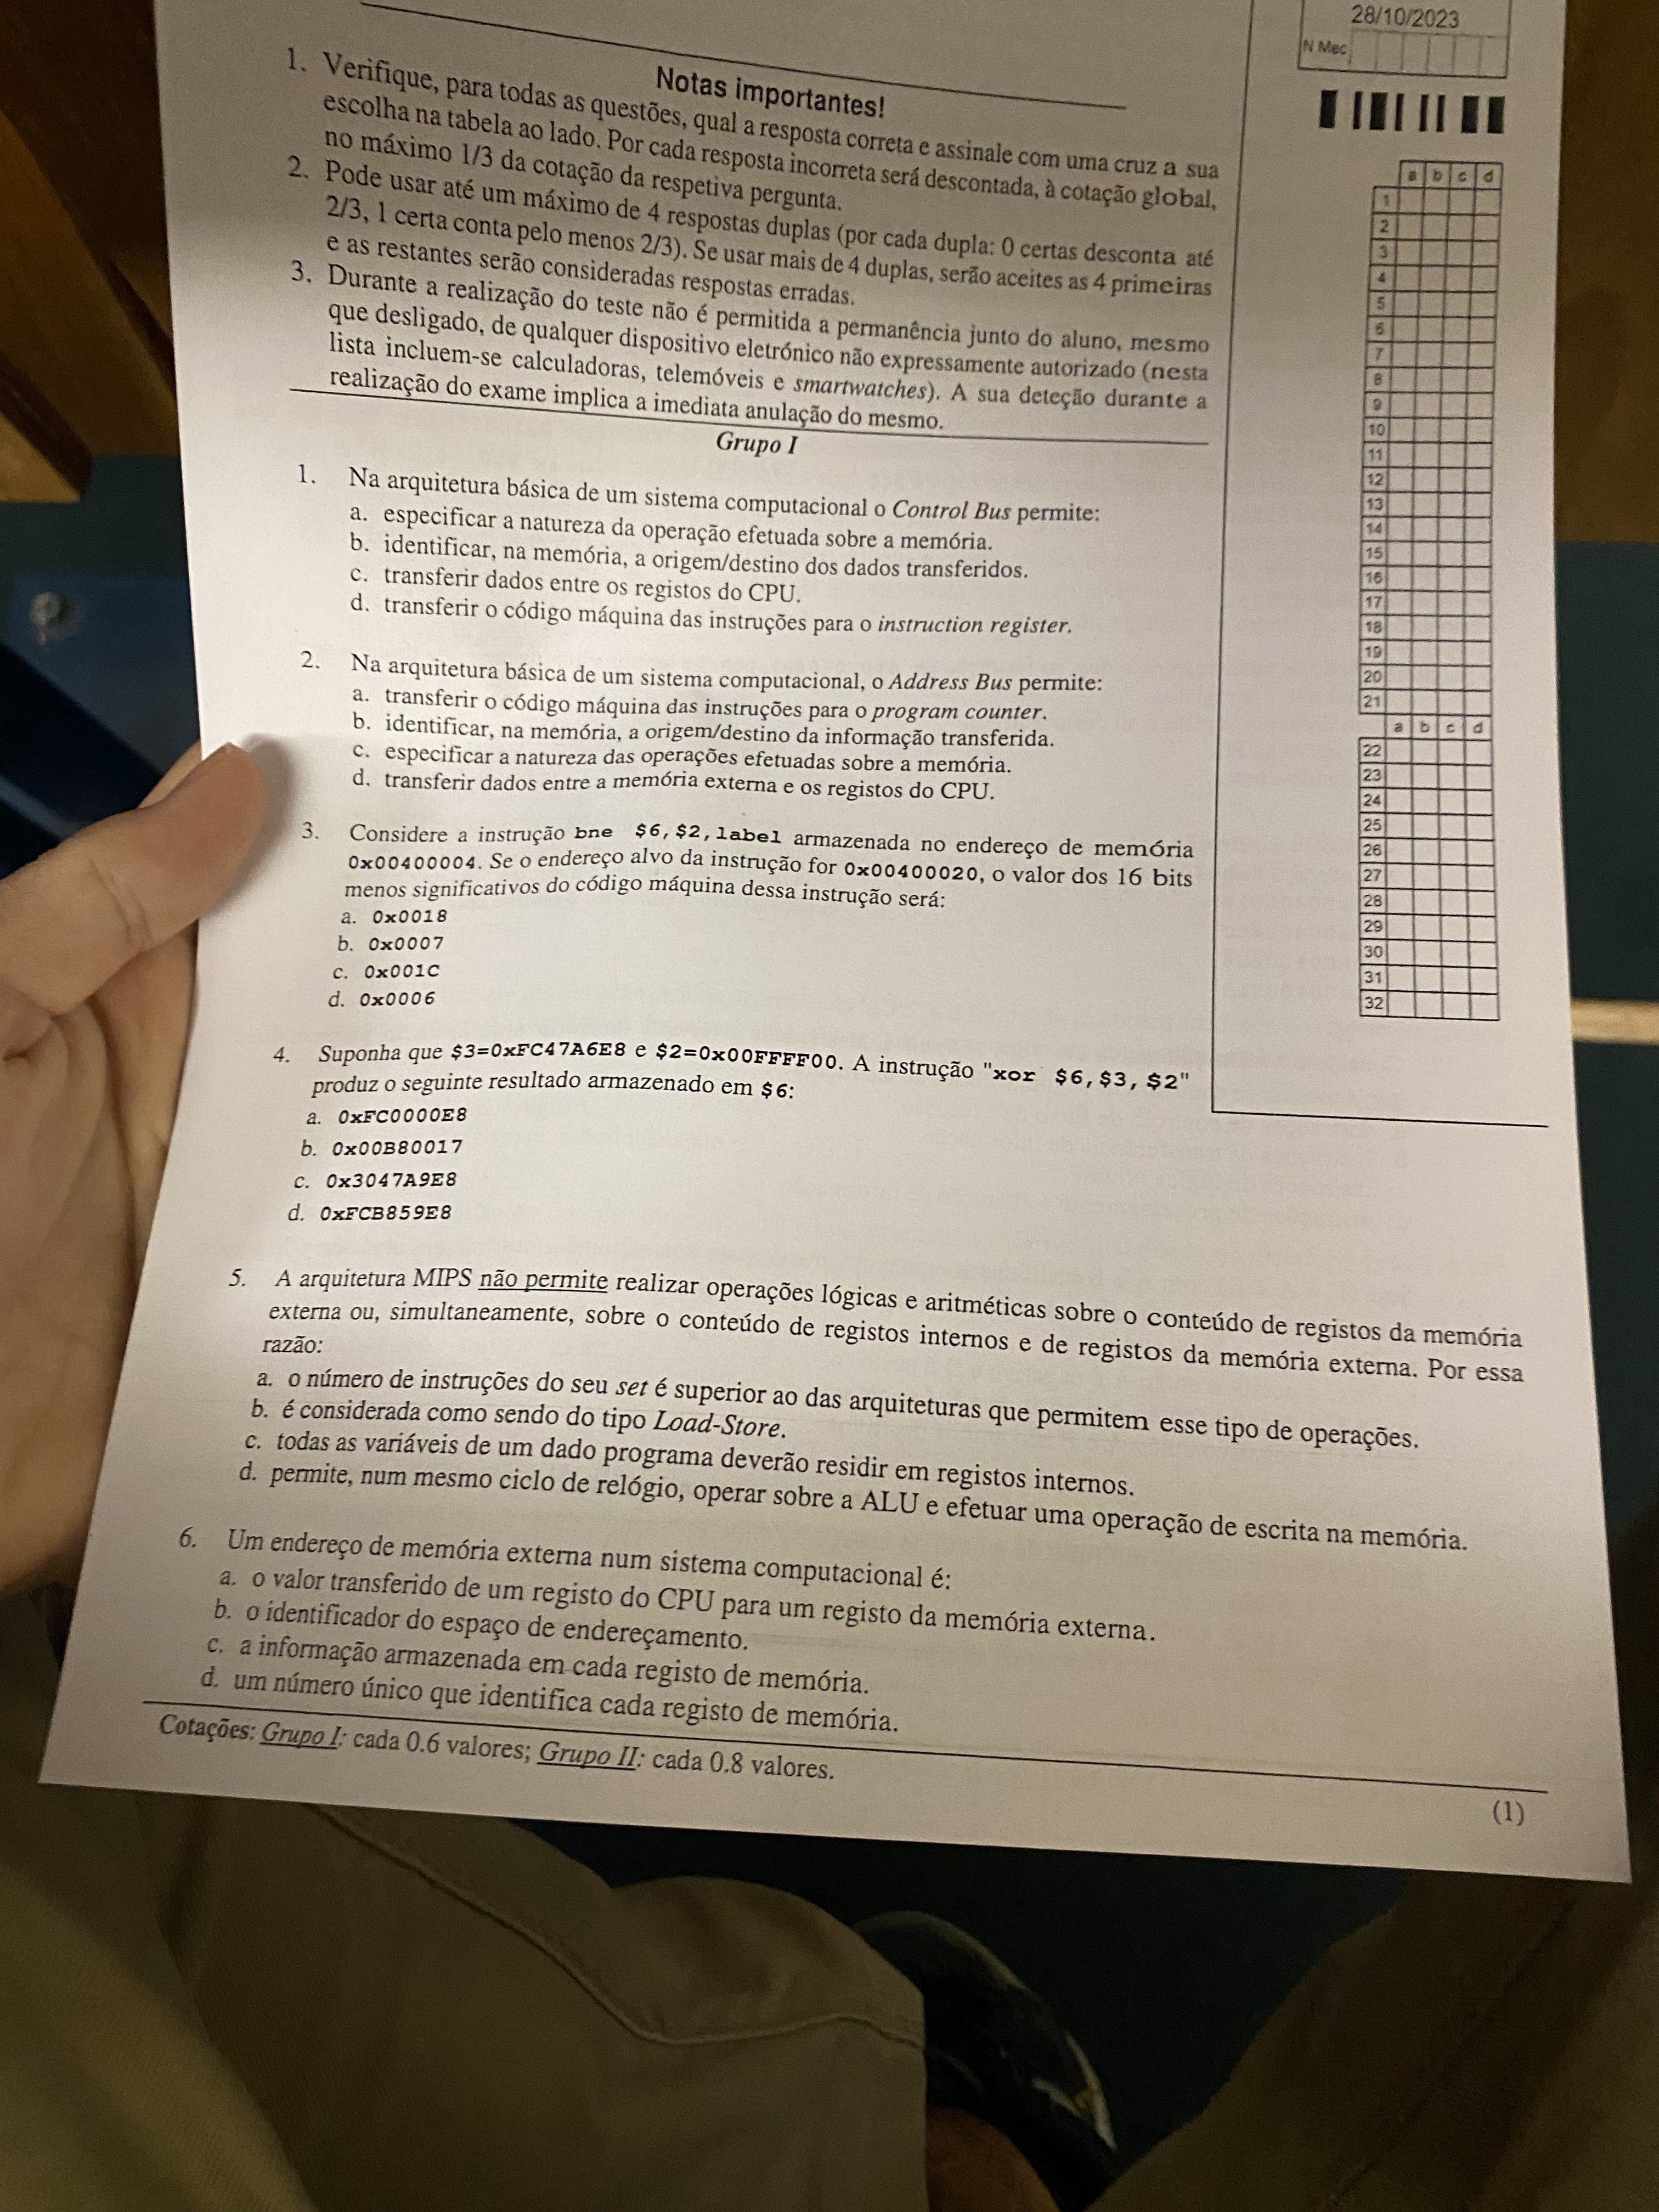 28/10/2023
N Mec
Notas importantes!
1. Verifique, para todas as questões, qual a resposta correta e assinale com uma cruz a sua
escolha na tabela ao lado. Por cada resposta incorreta será descontada, à cotação global,
no máximo 1/3 da cotação da respetiva pergunta.
2. Pode usar até um máximo de 4 respostas duplas (por cada dupla: 0 certas desconta até
2/3, 1 certa conta pelo menos 2/3). Se usar mais de 4 duplas, serão aceites as 4 primeiras
e as restantes serão consideradas respostas erradas.
3. Durante a realização do teste não é permitida a permanência junto do aluno, mesmo
que desligado, de qualquer dispositivo eletrónico não expressamente autorizado (nesta
lista incluem-se calculadoras, telemóveis e smartwatches). A sua deteção durante a
realização do exame implica a imediata anulação do mesmo.
Grupo I
1. Na arquitetura básica de um sistema computacional o Control Bus permite:
a. especificar a natureza da operação efetuada sobre a memória.
b. identificar, na memória, a origem/destino dos dados transferidos.
c. transferir dados entre os registos do CPU.
d. transferir o código máquina das instruções para o instruction register.
2. Na arquitetura básica de um sistema computacional, o Address Bus permite:
a. transferir o código máquina das instruções para o program counter.
b. identificar, na memória, a origem/destino da informação transferida.
c. especificar a natureza das operações efetuadas sobre a memória.
d. transferir dados entre a memória externa e os registos do CPU.
3. Considere a instrução bne $6,$2,label armazenada no endereço de memória
0x00400004. Se o endereço alvo da instrução for 0x00400020, o valor dos 16 bits
menos significativos do código máquina dessa instrução será:
a. 0x0018
b. 0x0007
c. 0x001C
d. 0x0006
4. Suponha que $3=0xFC47A6E8 e $2=0x00FFFF00. A instrução "xor $6,$3,$2"
produz o seguinte resultado armazenado em $6:
a. 0xFC0000E8
b. 0x00B80017
c. 0x3047A9E8
d. 0xFCB859E8
5. A arquitetura MIPS não permite realizar operações lógicas e aritméticas sobre o conteúdo de registos da memória
externa ou, simultaneamente, sobre o conteúdo de registos internos e de registos da memória externa. Por essa
razão:
a. o número de instruções do seu set é superior ao das arquiteturas que permitem esse tipo de operações.
b. é considerada como sendo do tipo Load-Store.
c. todas as variáveis de um dado programa deverão residir em registos internos.
d. permite, num mesmo ciclo de relógio, operar sobre a ALU e efetuar uma operação de escrita na memória.
6. Um endereço de memória externa num sistema computacional é:
a. o valor transferido de um registo do CPU para um registo da memória externa.
b. o identificador do espaço de endereçamento.
c. a informação armazenada em cada registo de memória.
d. um número único que identifica cada registo de memória.
Cotações: Grupo I: cada 0.6 valores; Grupo II: cada 0.8 valores.
(1)
a b c d
1
2
3
4
5
6
7
8
9
10
11
12
13
14
15
16
17
18
19
20
21
a b c d
22
23
24
25
26
27
28
29
30
31
32